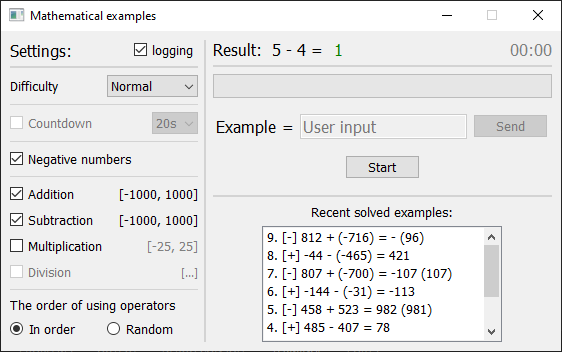 Mathematical examples
Settings:
logging
Difficulty
Normal
Countdown
20s
Negative numbers
Addition [-1000, 1000]
Subtraction [-1000, 1000]
Multiplication [-25, 25]
Division [...]
The order of using operators
In order
Random
Result: 5 - 4 = 1
00:00
Example = User input
Send
Start
Recent solved examples:
9. [-] 812 + (-716) = - (96)
8. [+] -44 - (-465) = 421
7. [-] 807 + (-700) = -107 (107)
6. [+] -144 - (-31) = -113
5. [-] 458 + 523 = 982 (981)
4. [+] 485 - 407 = 78